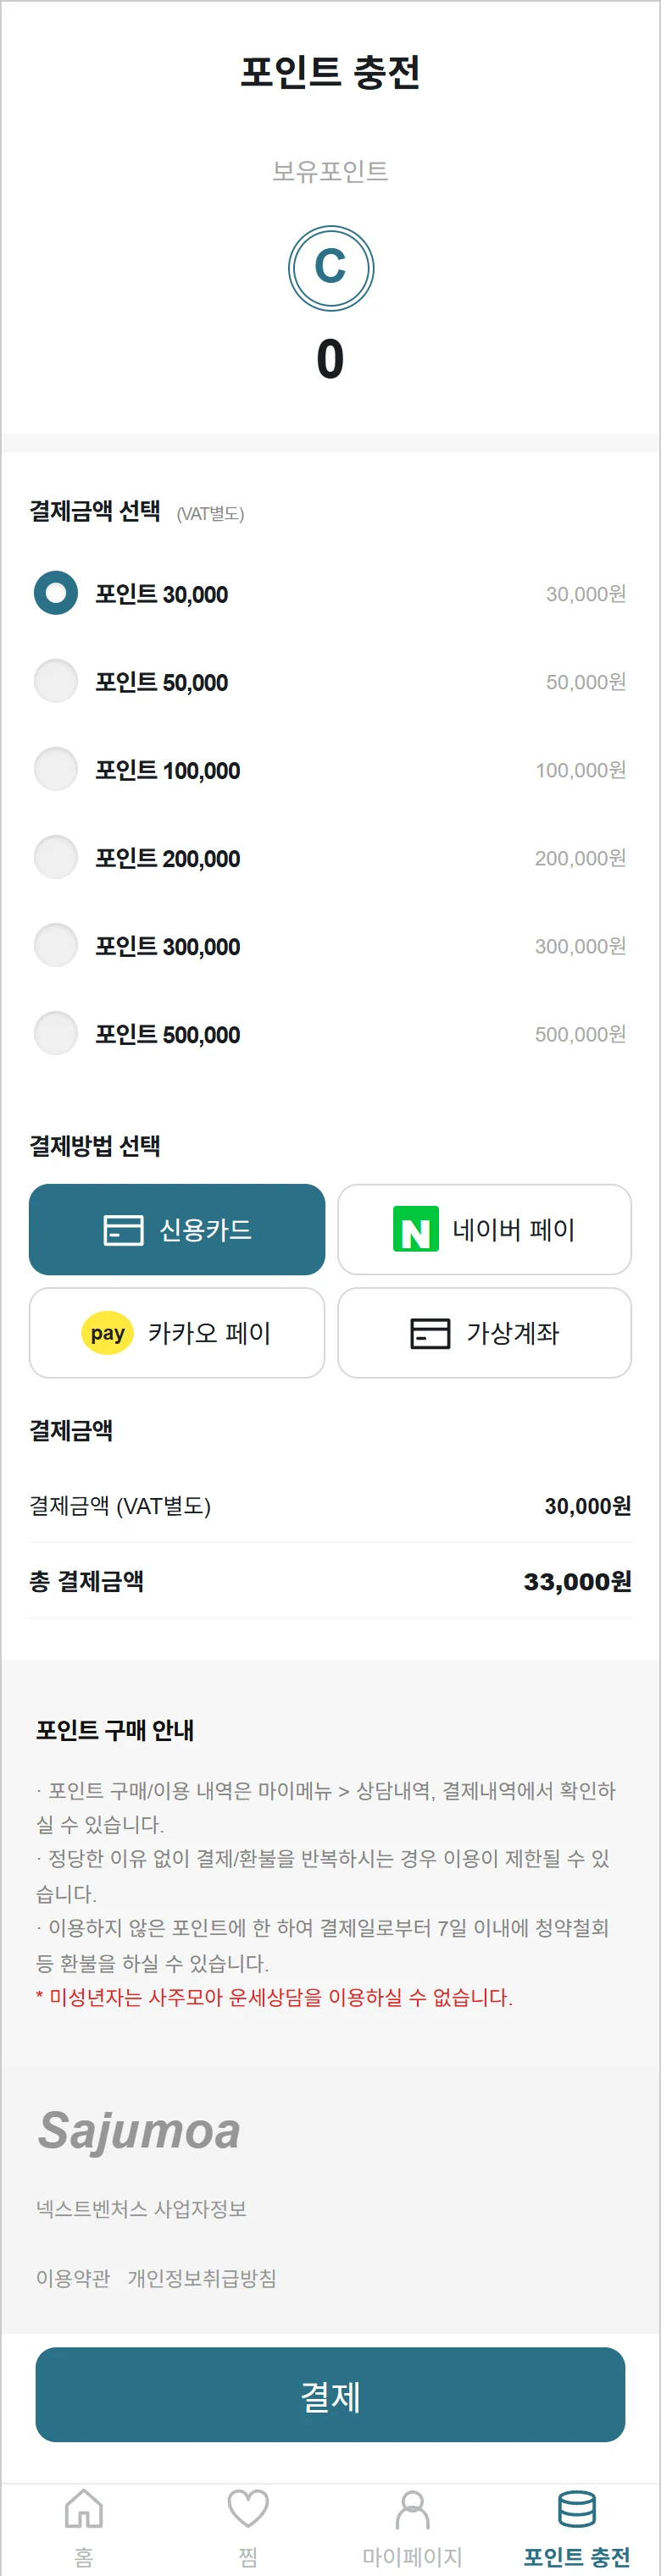 포인트 충전
보유포인트
C
0
결제금액 선택 (VAT별도)
포인트 30,000 30,000원
포인트 50,000 50,000원
포인트 100,000 100,000원
포인트 200,000 200,000원
포인트 300,000 300,000원
포인트 500,000 500,000원
결제방법 선택
신용카드 N 네이버 페이
pay 카카오 페이 가상계좌
결제금액
결제금액 (VAT별도) 30,000원
총 결제금액 33,000원
포인트 구매 안내
· 포인트 구매/이용 내역은 마이메뉴 > 상담내역, 결제내역에서 확인하
실 수 있습니다.
· 정당한 이유 없이 결제/환불을 반복하시는 경우 이용이 제한될 수 있
습니다.
· 이용하지 않은 포인트에 한 하여 결제일로부터 7일 이내에 청약철회
등 환불을 하실 수 있습니다.
* 미성년자는 사주모아 운세상담을 이용하실 수 없습니다.
Sajumoa
넥스트벤처스 사업자정보
이용약관 개인정보취급방침
결제
홈 찜 마이페이지 포인트 충전